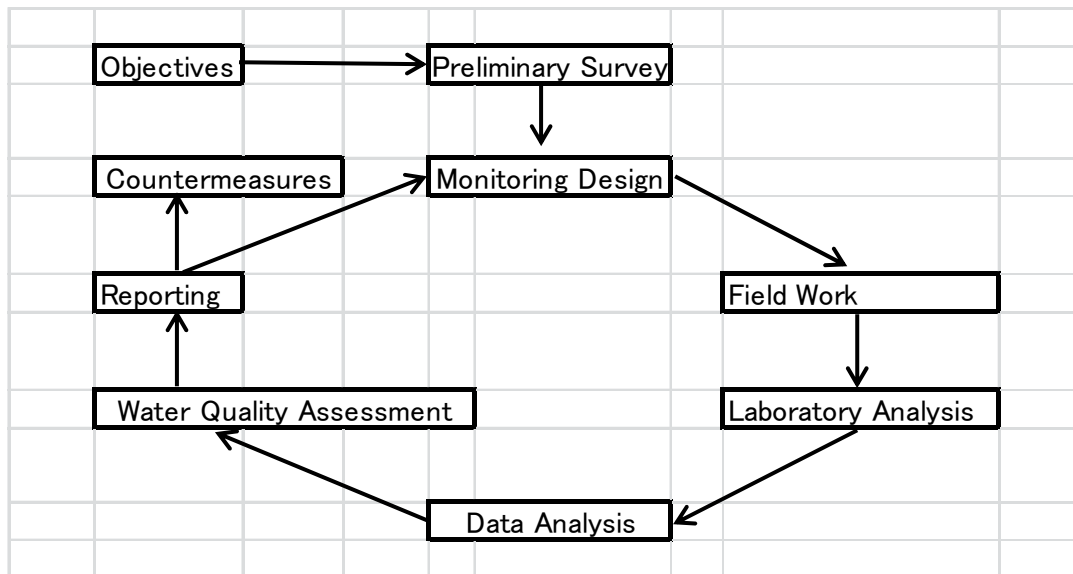 Objectives
Preliminary Survey
Countermeasures
Monitoring Design
Reporting
Field Work
Water Quality Assessment
Laboratory Analysis
Data Analysis